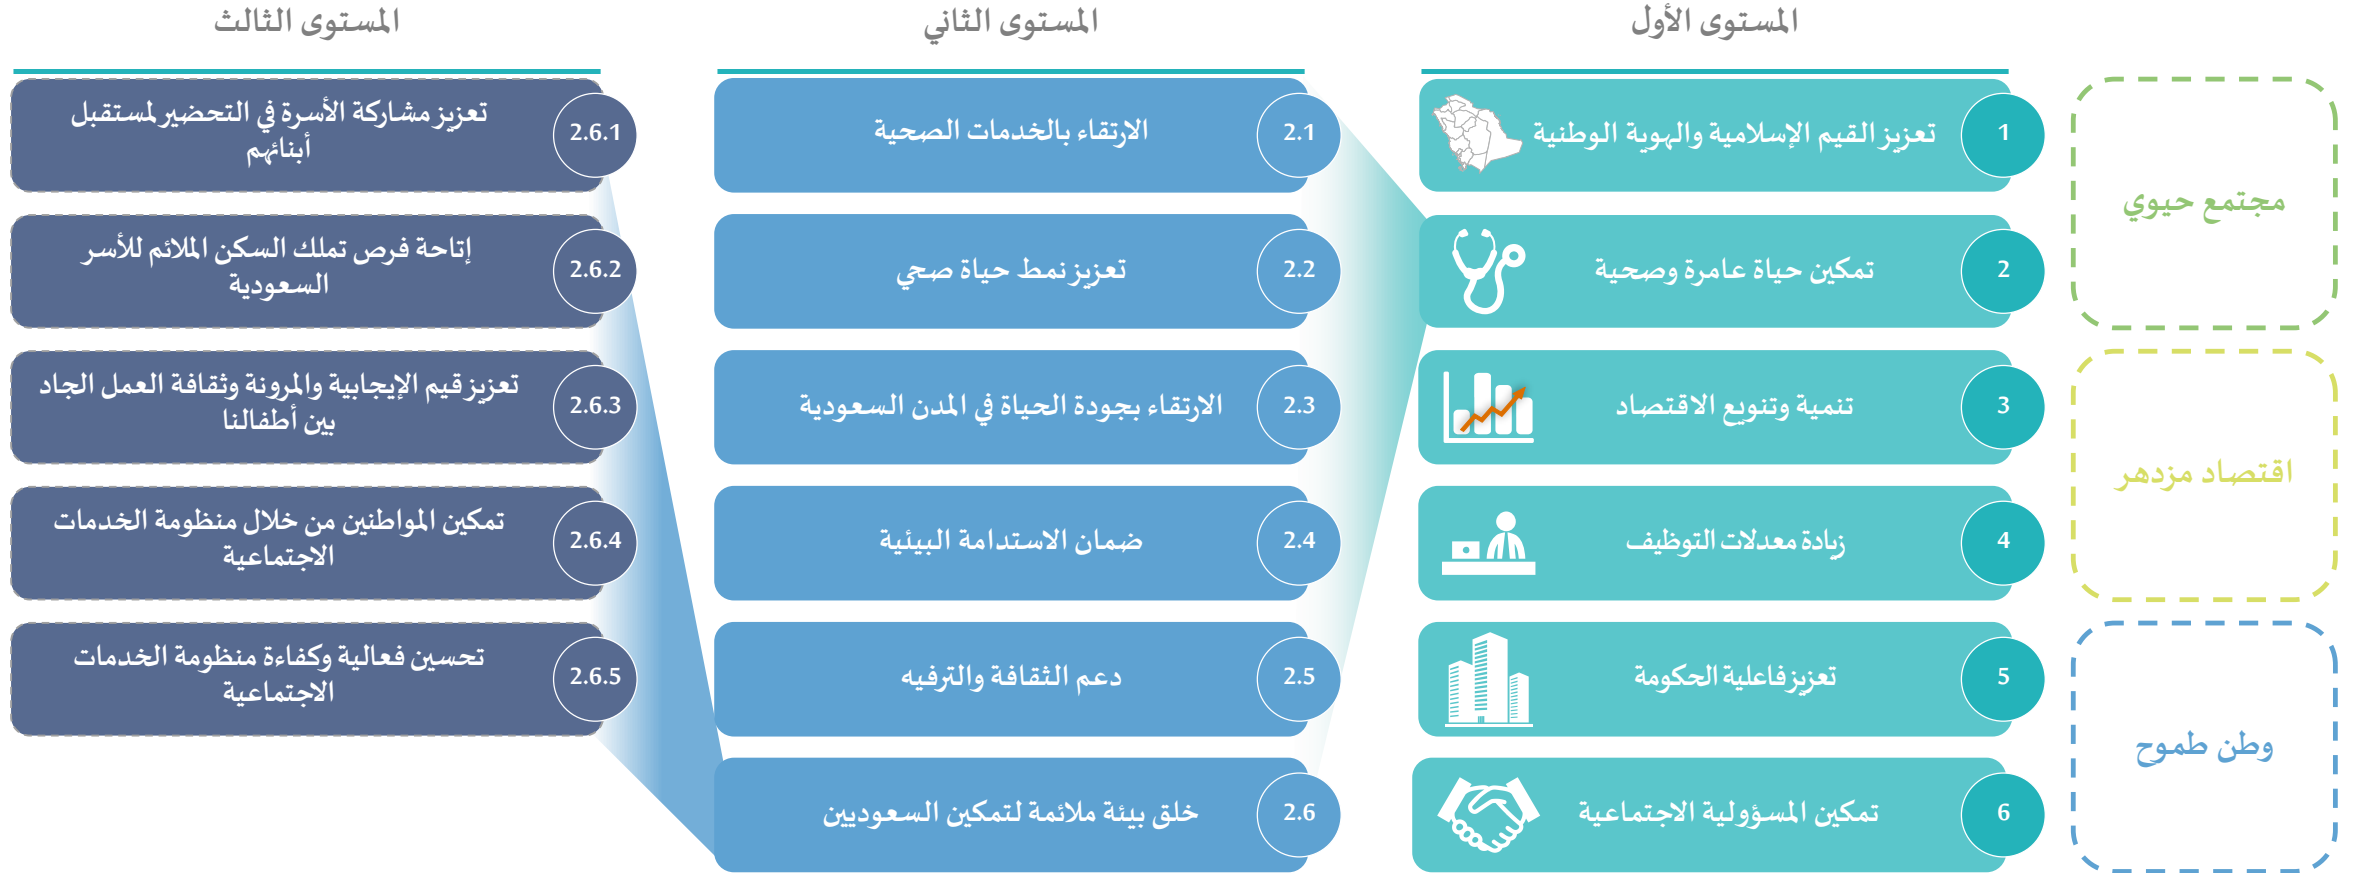 المستوى الأول
المستوى الثاني
المستوى الثالث
مجتمع حيوي
اقتصاد مزدهر
وطن طموح
1
تعزيز القيم الإسلامية والهوية الوطنية
2
تمكين حياة عامرة وصحية
3
تنمية وتنويع الاقتصاد
4
زيادة معدلات التوظيف
5
تعزيز فاعلية الحكومة
6
تمكين المسؤولية الاجتماعية
2.1
الارتقاء بالخدمات الصحية
2.2
تعزيز نمط حياة صحي
2.3
الارتقاء بجودة الحياة في المدن السعودية
2.4
ضمان الاستدامة البيئية
2.5
دعم الثقافة والترفيه
2.6
خلق بيئة ملائمة لتمكين السعوديين
2.6.1
تعزيز مشاركة الأسرة في التحضير لمستقبل
أبنائهم
2.6.2
إتاحة فرص تملك السكن الملائم للأسر
السعودية
2.6.3
تعزيز قيم الإيجابية والمرونة وثقافة العمل الجاد
بين أطفالنا
2.6.4
تمكين المواطنين من خلال منظومة الخدمات
الاجتماعية
2.6.5
تحسين فعالية وكفاءة منظومة الخدمات
الاجتماعية